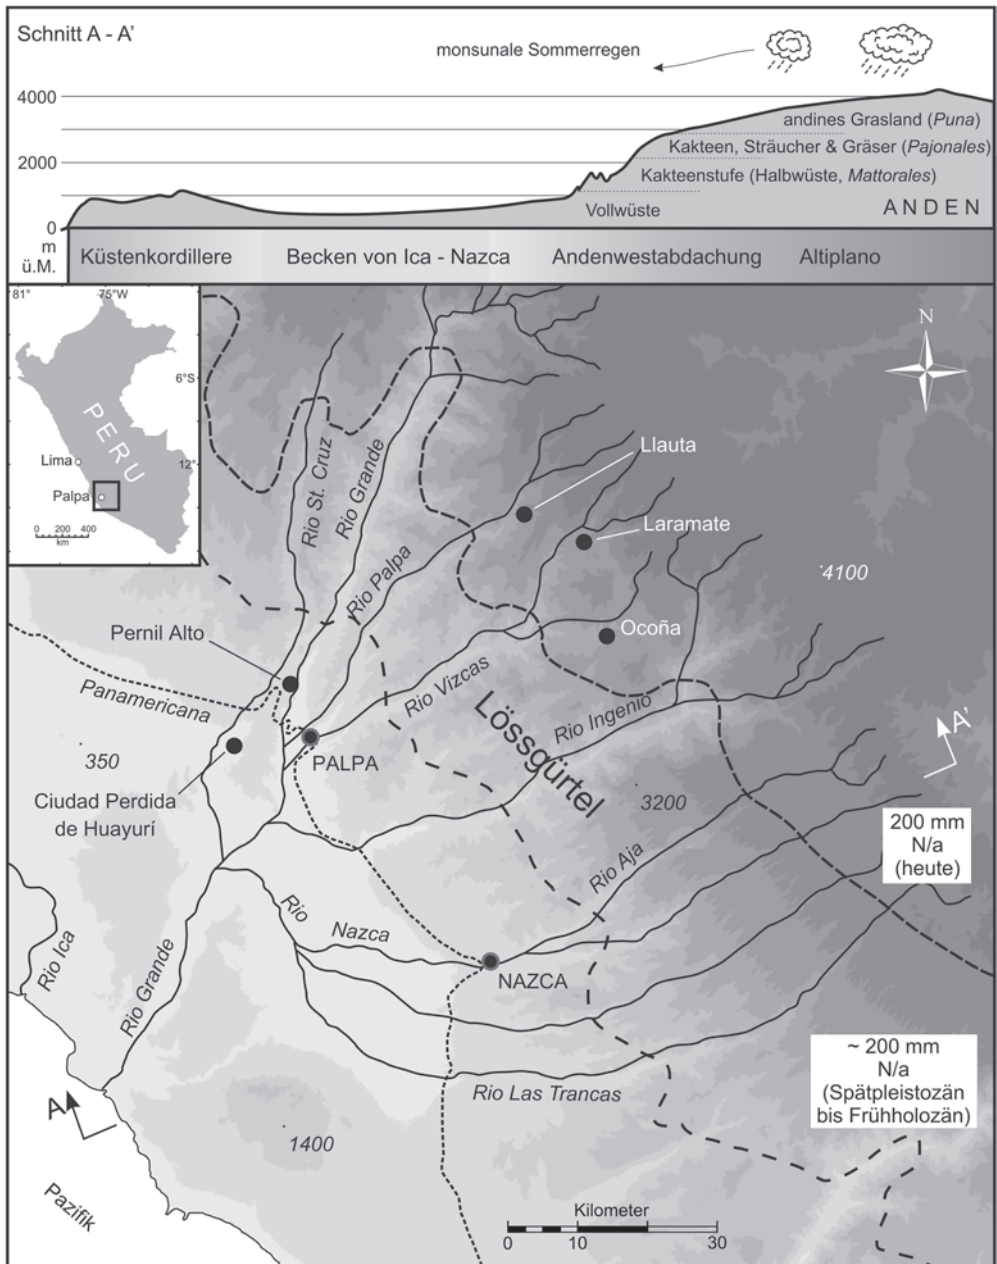 Schnitt A - A’
monsunale Sommerregen
4000
andines Grasland (Puna)
Kakteen, Sträucher & Gräser (Pajonales)
2000
Kakteenstufe (Halbwüste, Mattorales)
Vollwüste
ANDEN
0
m
ü.M.
Küstenkordillere
Becken von Ica - Nazca
Andenwestabdachung
Altiplano
81°
75°W
6°S
PERU
Lima
12°
Palpa
0 200 400
km
N
Llauta
Rio St. Cruz
Rio Grande
Laramate
Rio Palpa
4100
Pernil Alto
Ocoña
Panamericana
Rio Vizcas
Lössgürtel
Rio Ingenio
A’
350
PALPA
Ciudad Perdida
de Huayurí
3200
200 mm
N/a
(heute)
Rio Aja
Rio
Nazca
Rio Ica
Rio Grande
NAZCA
~ 200 mm
N/a
(Spätpleistozän
bis Frühholozän)
Rio Las Trancas
A
1400
Pazifik
Kilometer
0 10 30